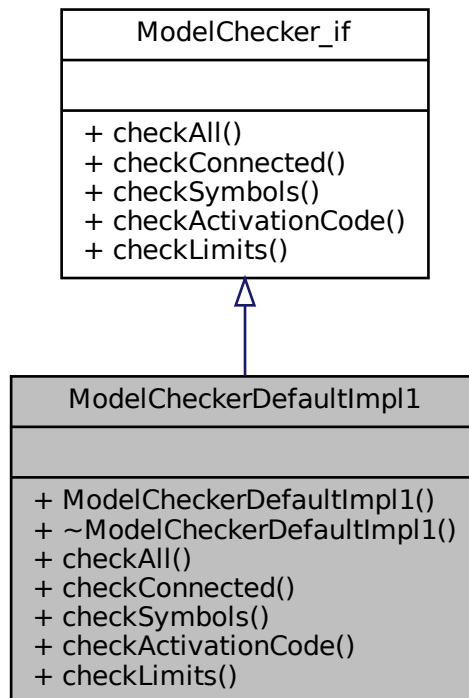 ModelChecker_if
+ checkAll()
+ checkConnected()
+ checkSymbols()
+ checkActivationCode()
+ checkLimits()
ModelCheckerDefaultImpl1
+ ModelCheckerDefaultImpl1()
+ ~ModelCheckerDefaultImpl1()
+ checkAll()
+ checkConnected()
+ checkSymbols()
+ checkActivationCode()
+ checkLimits()